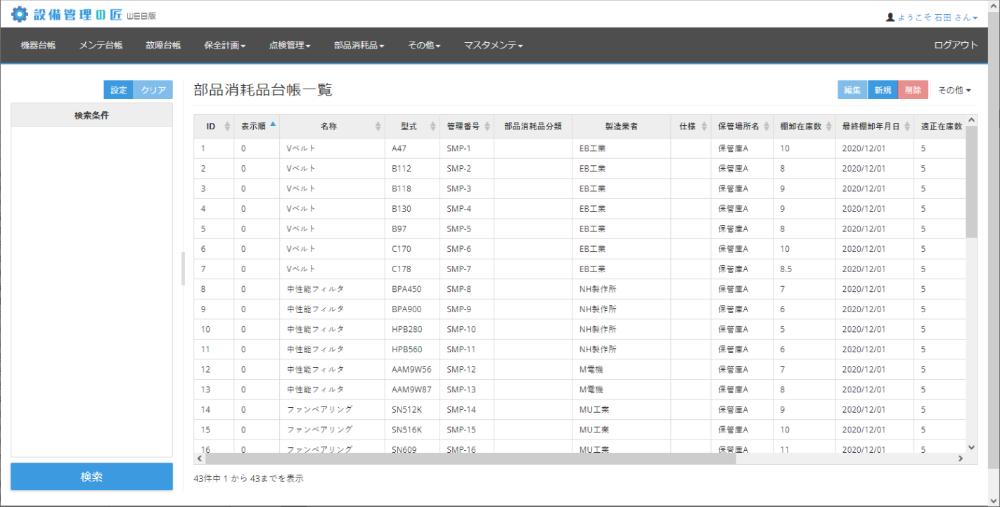 設備管理の匠 WEB版
ようこそ 石田 さん
機器台帳 メンテ台帳 故障台帳 保全計画 点検管理 部品消耗品 その他 マスタメンテ ログアウト
設定 クリア
検索条件
検索
部品消耗品台帳一覧
編集 新規 削除 その他
ID 表示順 名称 型式 管理番号 部品消耗品分類 製造業者 仕様 保管場所名 棚卸在庫数 最終棚卸年月日 適正在庫数
1 0 Vベルト A47 SMP-1 EB工業 保管庫A 10 2020/12/01 5
2 0 Vベルト B112 SMP-2 EB工業 保管庫A 8 2020/12/01 5
3 0 Vベルト B118 SMP-3 EB工業 保管庫A 9 2020/12/01 5
4 0 Vベルト B130 SMP-4 EB工業 保管庫A 9 2020/12/01 5
5 0 Vベルト B97 SMP-5 EB工業 保管庫A 8 2020/12/01 5
6 0 Vベルト C170 SMP-6 EB工業 保管庫A 10 2020/12/01 5
7 0 Vベルト C178 SMP-7 EB工業 保管庫A 8.5 2020/12/01 5
8 0 中性能フィルタ BPA450 SMP-8 NH製作所 保管庫A 7 2020/12/01 5
9 0 中性能フィルタ BPA900 SMP-9 NH製作所 保管庫A 6 2020/12/01 5
10 0 中性能フィルタ HPB280 SMP-10 NH製作所 保管庫A 5 2020/12/01 5
11 0 中性能フィルタ HPB560 SMP-11 NH製作所 保管庫A 6 2020/12/01 5
12 0 中性能フィルタ AAM9W56 SMP-12 M電機 保管庫A 7 2020/12/01 5
13 0 中性能フィルタ AAM9W87 SMP-13 M電機 保管庫A 8 2020/12/01 5
14 0 ファンベアリング SN512K SMP-14 MU工業 保管庫A 9 2020/12/01 5
15 0 ファンベアリング SN516K SMP-15 MU工業 保管庫A 10 2020/12/01 5
16 0 ファンベアリング SN609 SMP-16 MU工業 保管庫A 11 2020/12/01 5
43件中 1 から 43までを表示